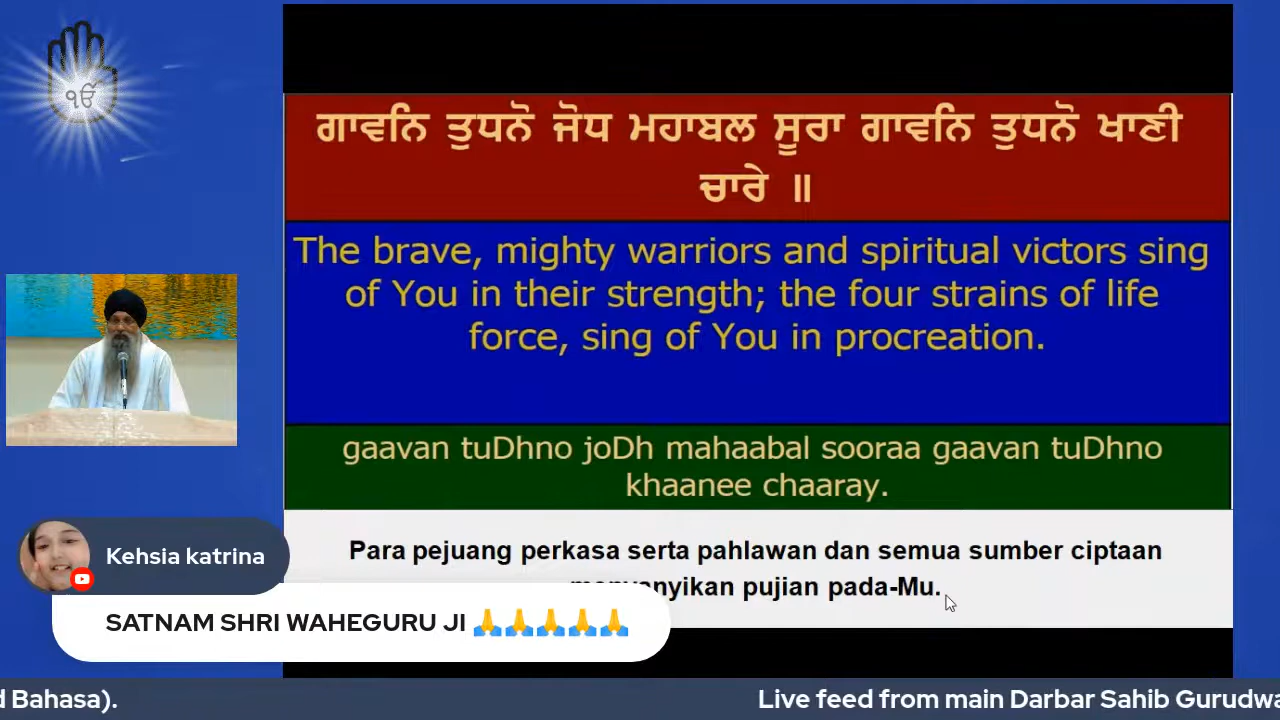 ੴ
ਗਾਵਨਿ ਤੁਧਨੋ ਜੋਧ ਮਹਾਬਲ ਸੂਰਾ ਗਾਵਨਿ ਤੁਧਨੋ ਖਾਣੀ
ਚਾਰੇ ॥
The brave, mighty warriors and spiritual victors sing
of You in their strength; the four strains of life
force, sing of You in procreation.
gaavan tuDhno joDh mahaabal sooraa gaavan tuDhno
khaanee chaaray.
Para pejuang perkasa serta pahlawan dan semua sumber ciptaan
pujian pada-Mu.
Kehsia katrina
SATNAM SHRI WAHEGURU JI 🙏🙏🙏🙏🙏
d Bahasa). Live feed from main Darbar Sahib Gurudwa